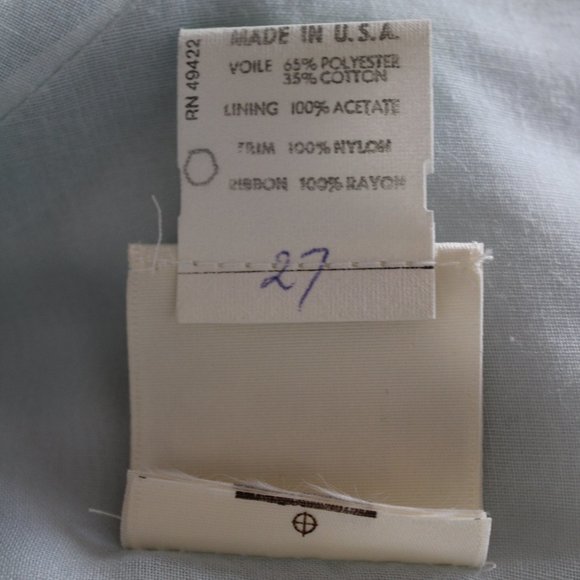 MADE IN U.S.A.
VOILE 65% POLYESTER
35% COTTON
LINING 100% ACETATE
TRIM 100% NYLON
RIBBON 100% RAYON
RN 49422
27